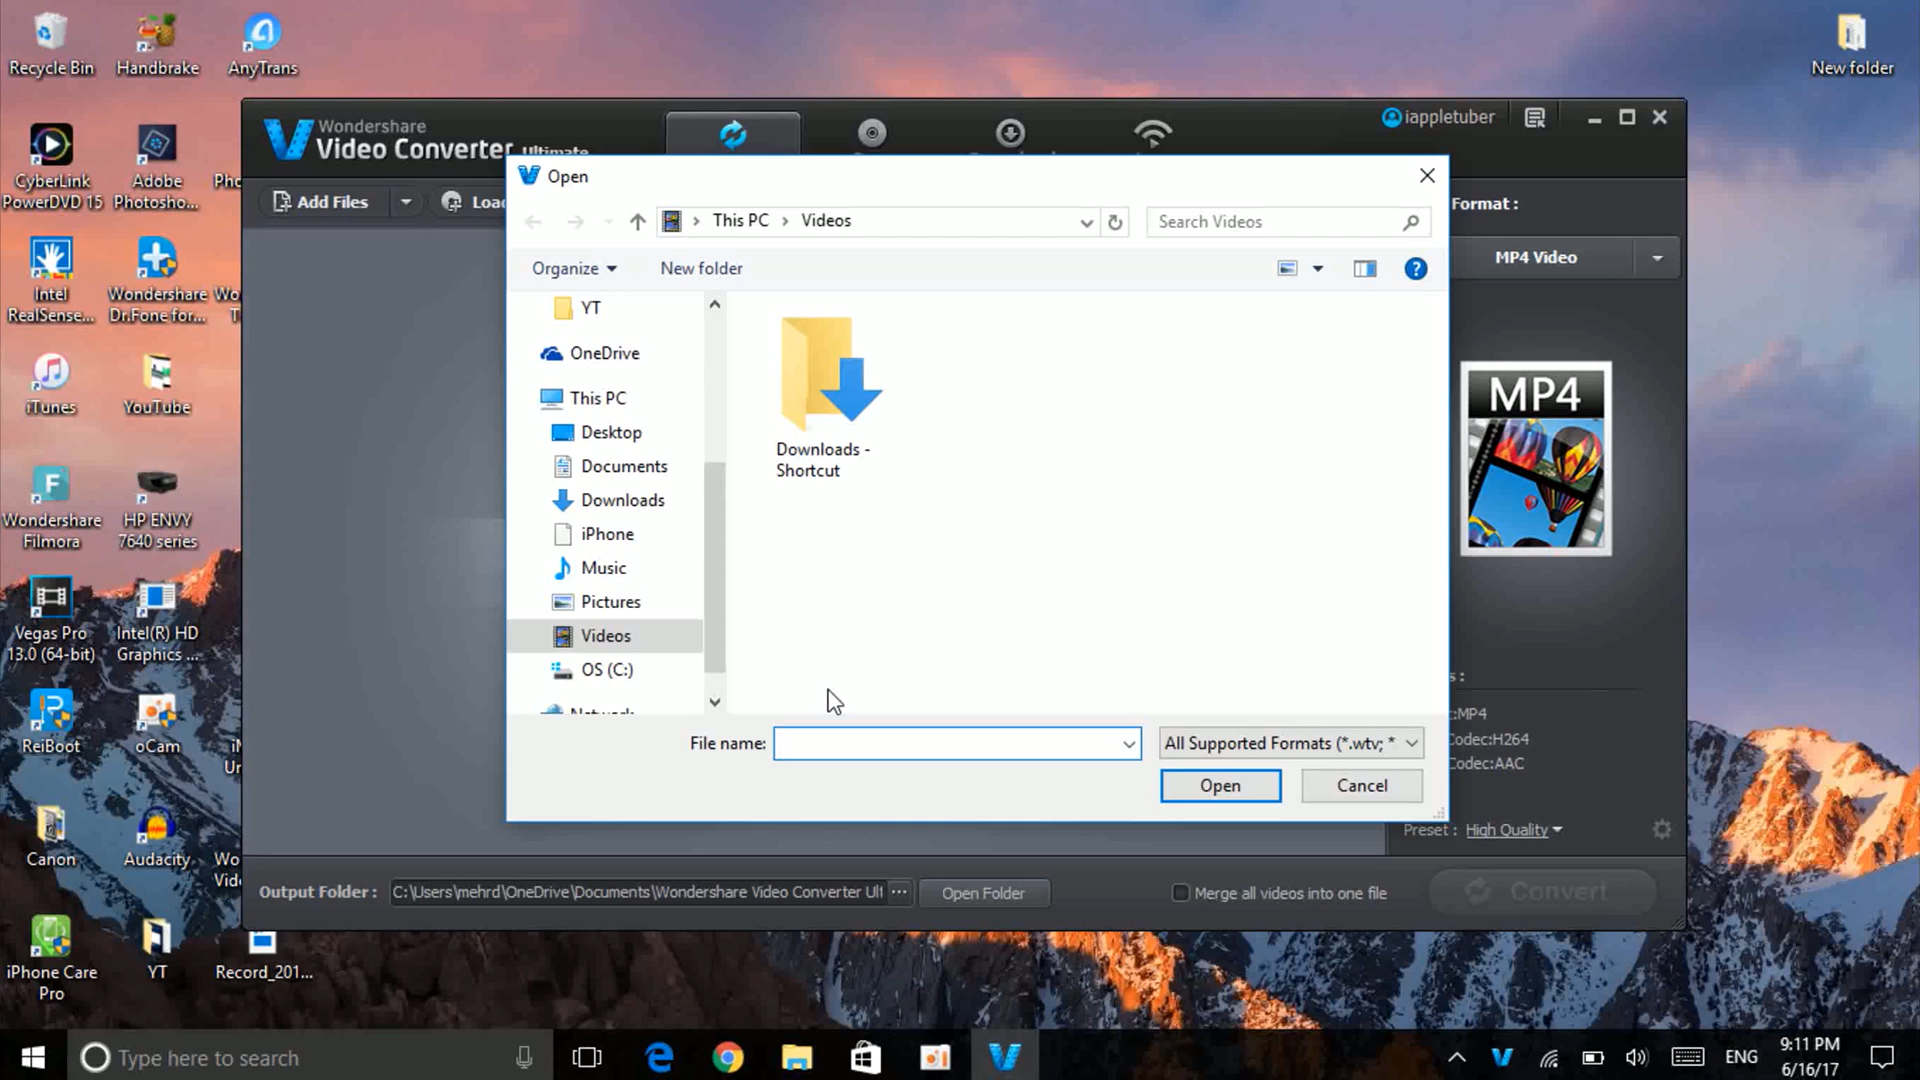 Recycle Bin
Handbrake
AnyTrans
New folder
CyberLink
PowerDVD 15
Adobe
Photosho...
Pho
Intel
RealSense...
Wondershare
Dr.Fone for...
Wo
T
iTunes
YouTube
Wondershare
Filmora
HP ENVY
7640 series
Vegas Pro
13.0 (64-bit)
Intel(R) HD
Graphics ...
ReiBoot
oCam
iM
Ur
Canon
Audacity
Wo
Vid
iPhone Care
Pro
YT
Record_201...
Wondershare
Video Converter Ultimate
iappletuber
Add Files
Load
Format :
MP4 Video
MP4
:MP4
Codec:H264
Codec:AAC
Preset : High Quality
Open
This PC
Videos
Search Videos
Organize
New folder
?
YT
OneDrive
This PC
Desktop
Documents
Downloads
iPhone
Music
Pictures
Videos
OS (C:)
Network
Downloads -
Shortcut
File name:
All Supported Formats (*.wtv; *
Open
Cancel
Output Folder :
C:\Users\mehrd\OneDrive\Documents\Wondershare Video Converter Ult
...
Open Folder
Merge all videos into one file
Convert
Type here to search
ENG
9:11 PM
6/16/17